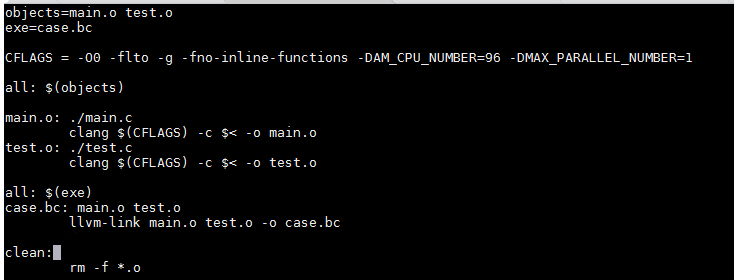 objects=main.o test.o
exe=case.bc
CFLAGS = -O0 -flto -g -fno-inline-functions -DAM_CPU_NUMBER=96 -DMAX_PARALLEL_NUMBER=1
all: $(objects)
main.o: ./main.c
        clang $(CFLAGS) -c $< -o main.o
test.o: ./test.c
        clang $(CFLAGS) -c $< -o test.o
all: $(exe)
case.bc: main.o test.o
        llvm-link main.o test.o -o case.bc
clean:
        rm -f *.o